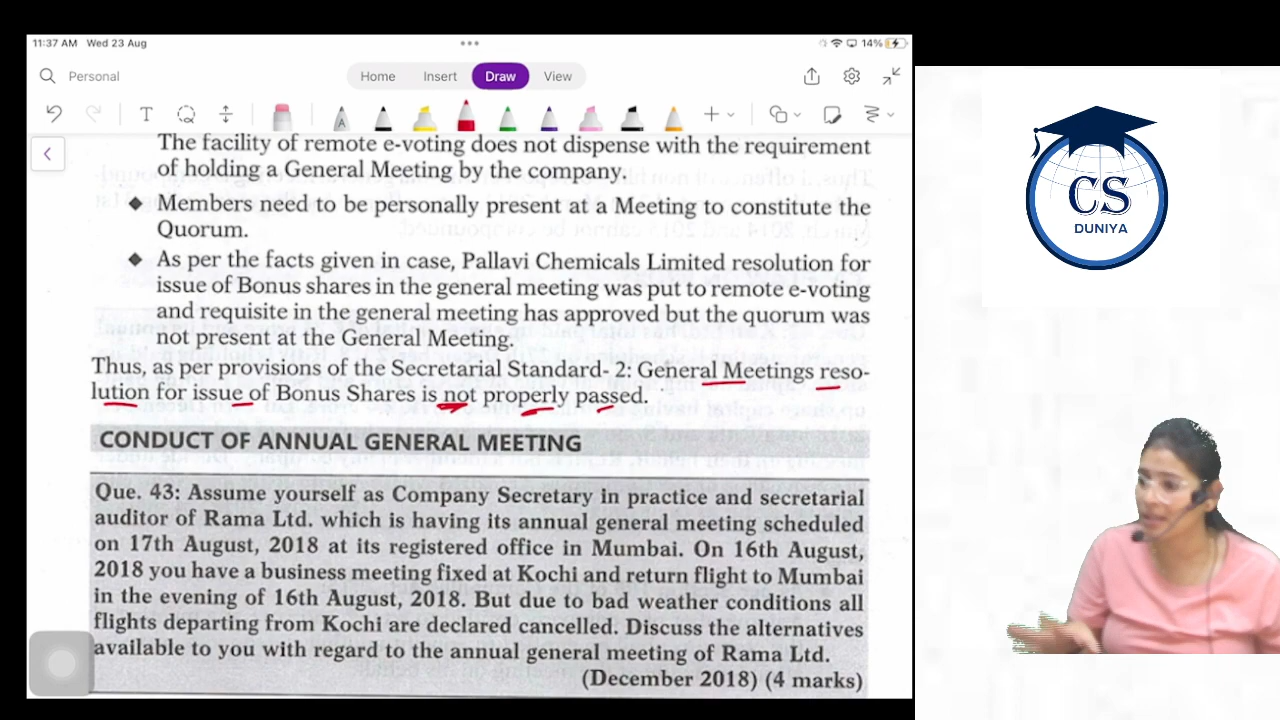 11:37 AM Wed 23 Aug
14%
Personal
Home Insert Draw View
T
A
The facility of remote e-voting does not dispense with the requirement
of holding a General Meeting by the company.
◆ Members need to be personally present at a Meeting to constitute the
Quorum.
◆ As per the facts given in case, Pallavi Chemicals Limited resolution for
issue of Bonus shares in the general meeting was put to remote e-voting
and requisite in the general meeting has approved but the quorum was
not present at the General Meeting.
Thus, as per provisions of the Secretarial Standard- 2: General Meetings reso-
lution for issue of Bonus Shares is not properly passed.
CONDUCT OF ANNUAL GENERAL MEETING
Que. 43: Assume yourself as Company Secretary in practice and secretarial
auditor of Rama Ltd. which is having its annual general meeting scheduled
on 17th August, 2018 at its registered office in Mumbai. On 16th August,
2018 you have a business meeting fixed at Kochi and return flight to Mumbai
in the evening of 16th August, 2018. But due to bad weather conditions all
flights departing from Kochi are declared cancelled. Discuss the alternatives
available to you with regard to the annual general meeting of Rama Ltd.
(December 2018) (4 marks)
CS
DUNIYA